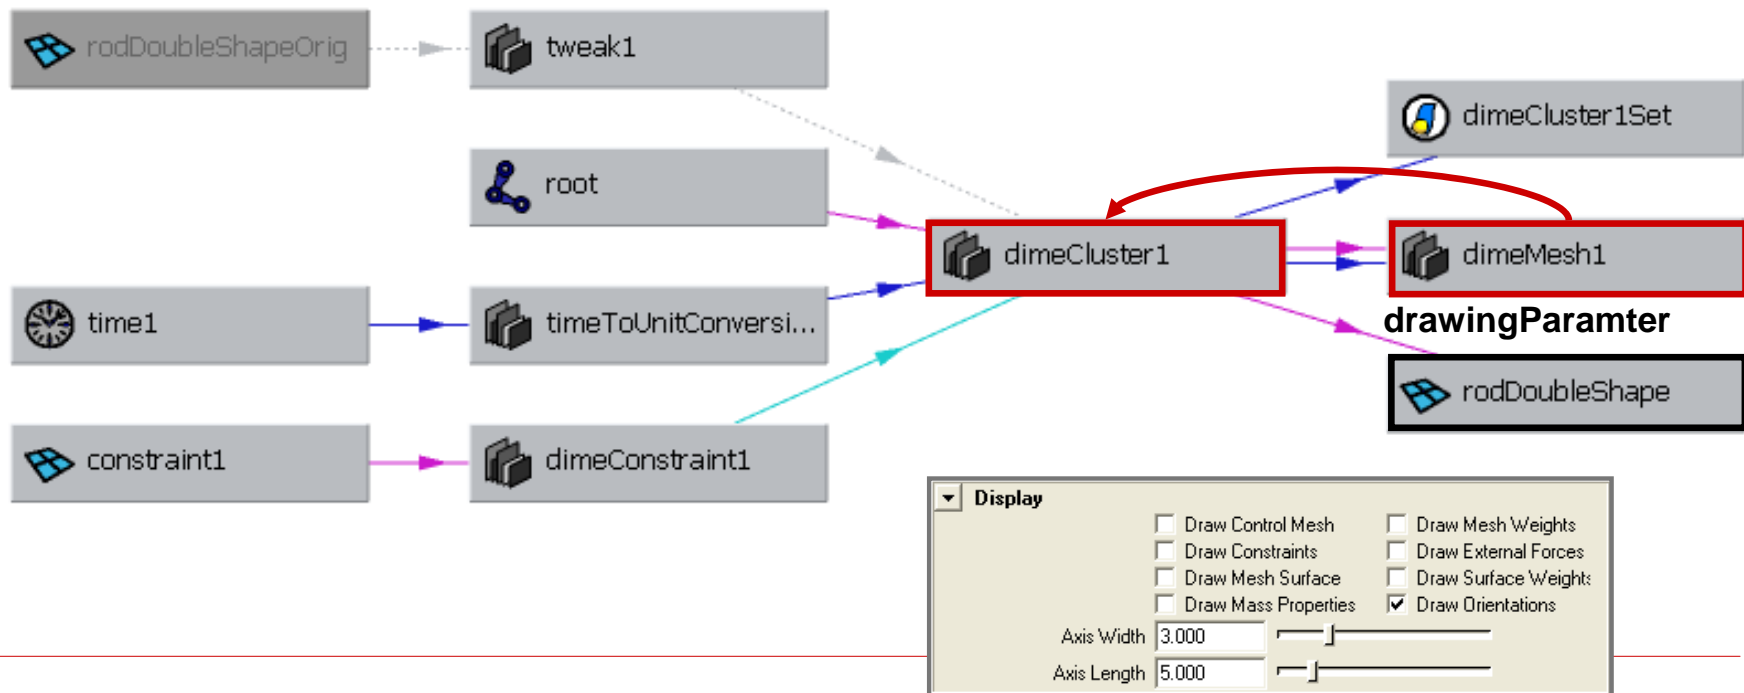 rodDoubleShapeOrig
tweak1
dimeCluster1Set
root
dimeCluster1
dimeMesh1
time1
timeToUnitConversi...
drawingParamter
rodDoubleShape
constraint1
dimeConstraint1
Display
Draw Control Mesh
Draw Mesh Weights
Draw Constraints
Draw External Forces
Draw Mesh Surface
Draw Surface Weights
Draw Mass Properties
Draw Orientations
Axis Width 3.000
Axis Length 5.000